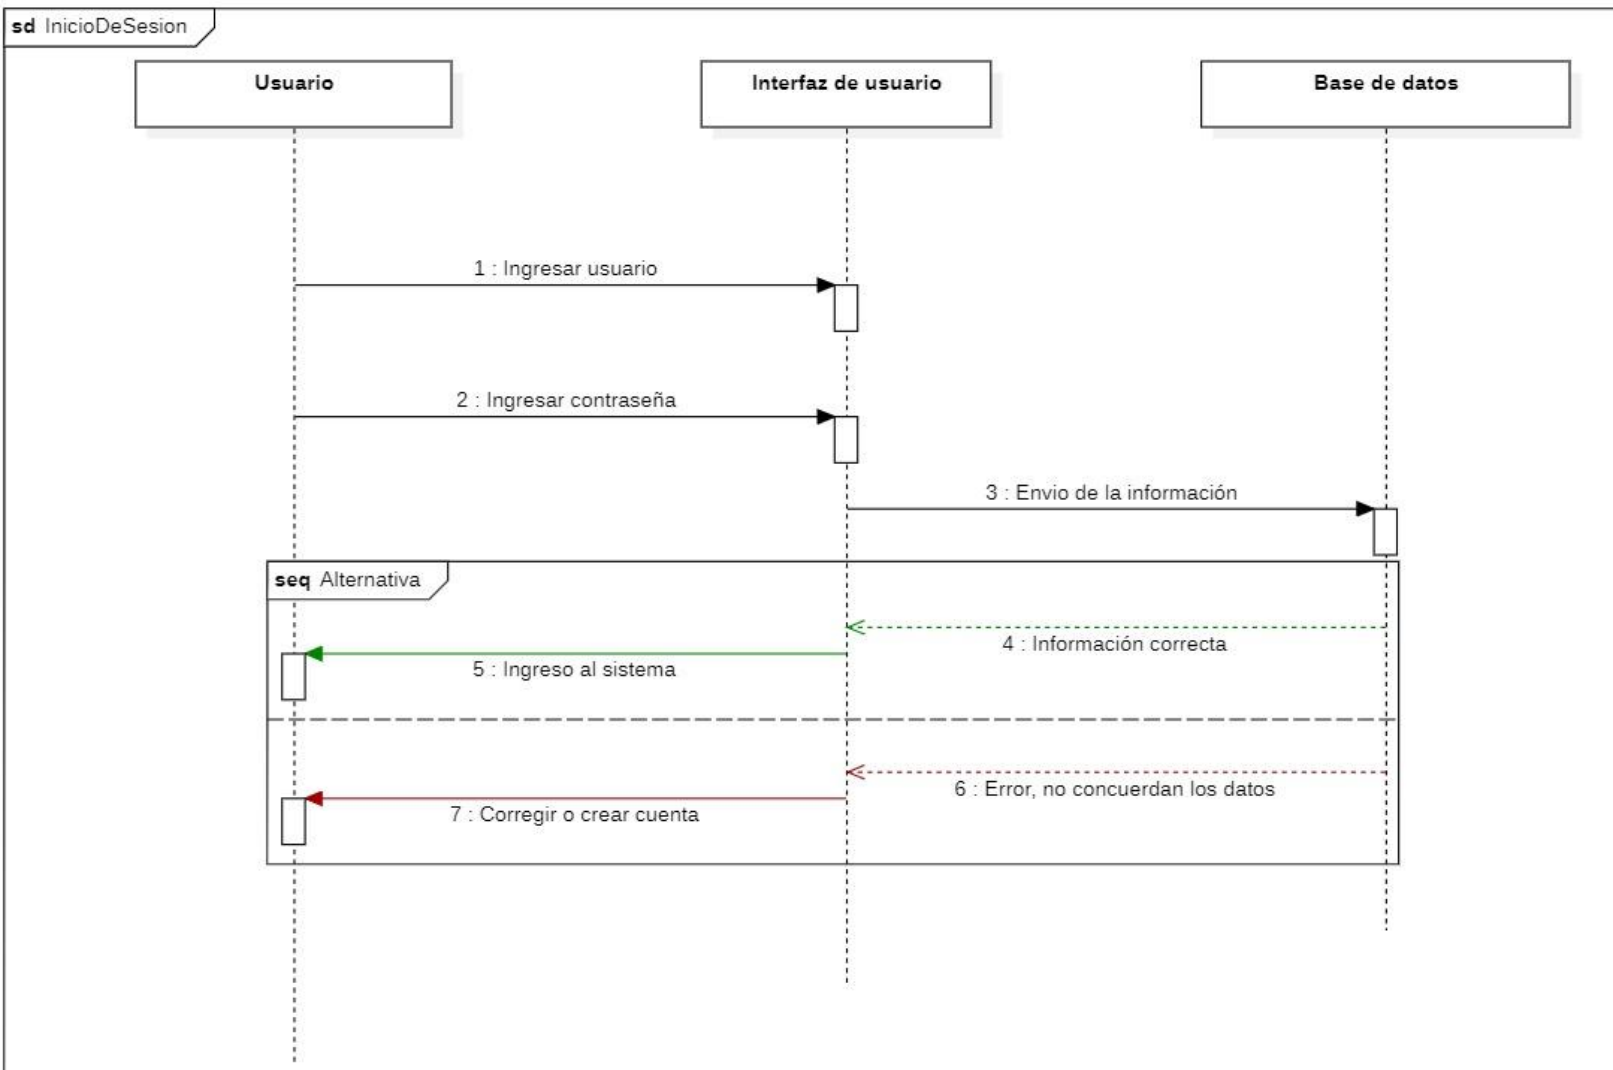 sd InicioDeSesion
Usuario
Interfaz de usuario
Base de datos
1 : Ingresar usuario
2 : Ingresar contraseña
3 : Envio de la información
seq Alternativa
4 : Información correcta
5 : Ingreso al sistema
6 : Error, no concuerdan los datos
7 : Corregir o crear cuenta